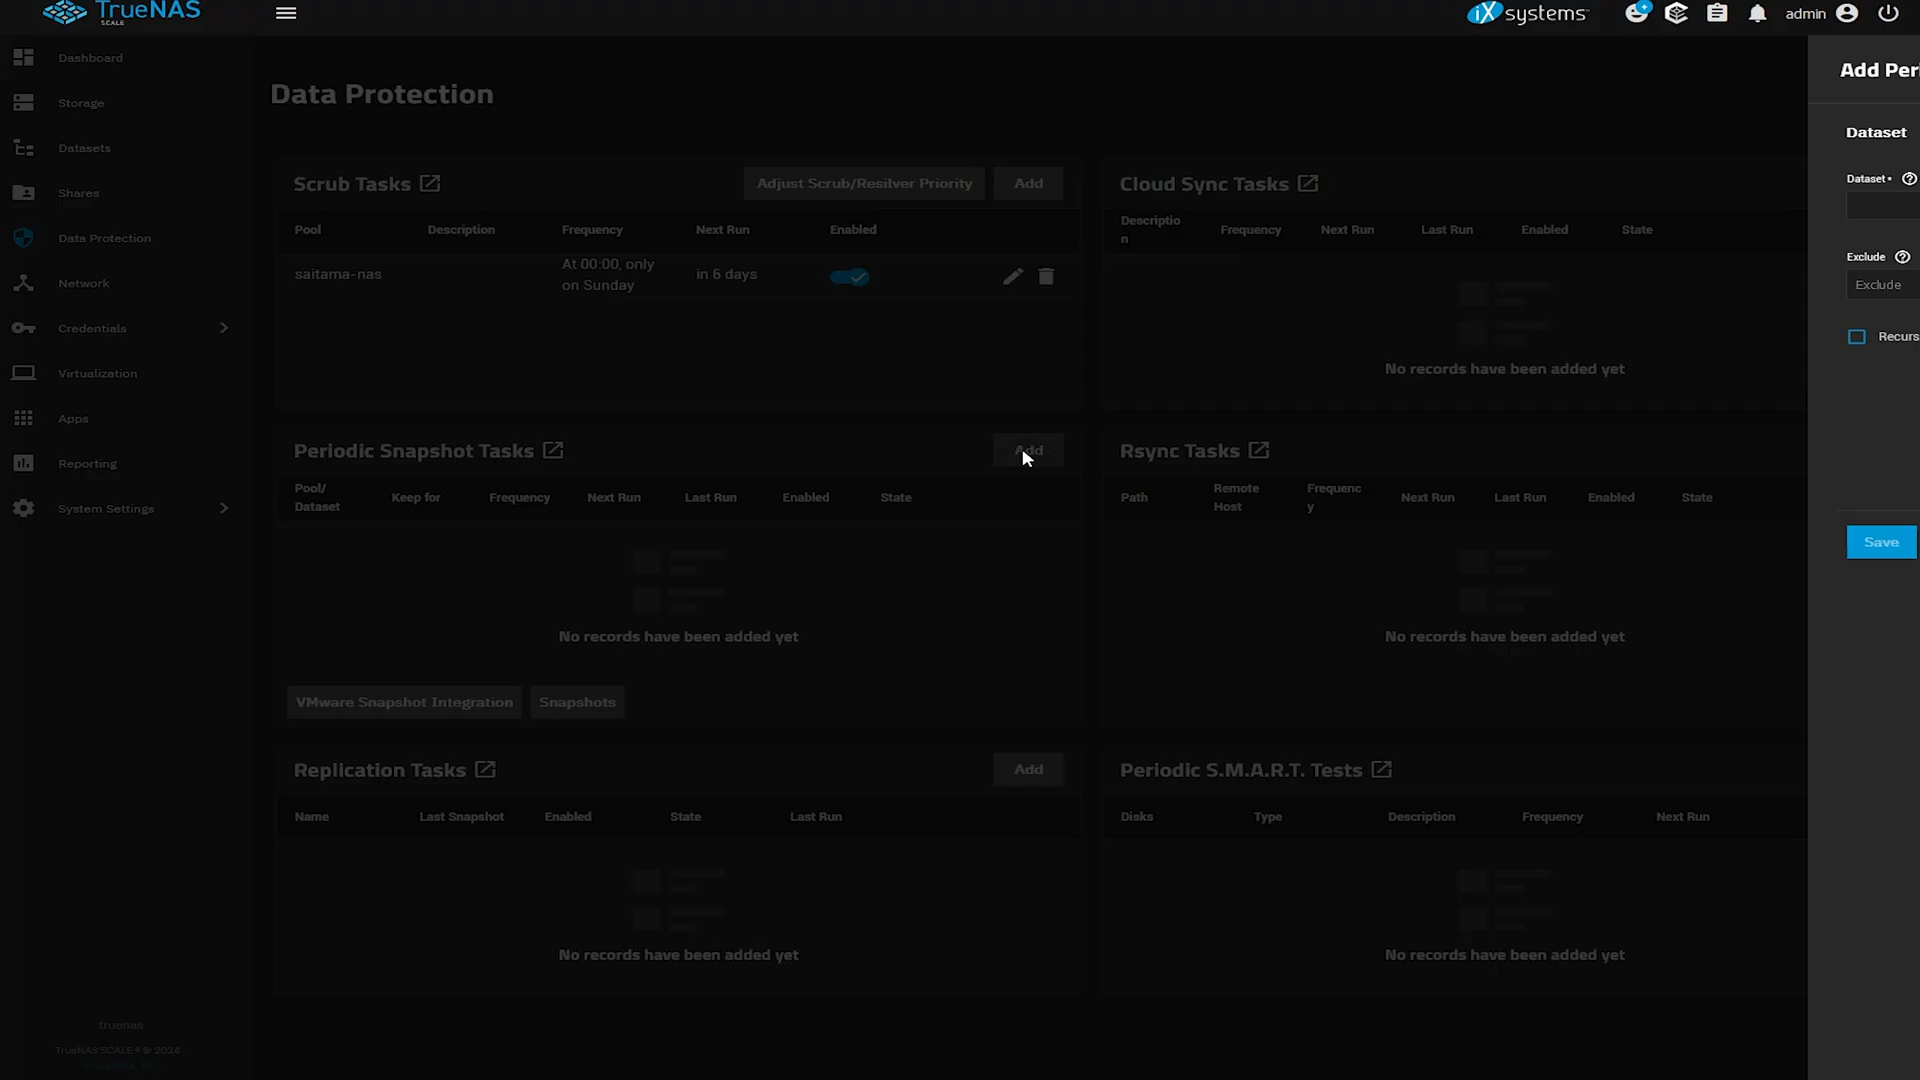 TrueNAS
SCALE
iX systems
admin
Dashboard
Storage
Datasets
Shares
Data Protection
Network
Credentials
Virtualization
Apps
Reporting
System Settings
truenas
TrueNAS SCALE ® © 2024
Data Protection
Scrub Tasks
Adjust Scrub/Resilver Priority
Add
Pool Description Frequency Next Run Enabled
saitama-nas
At 00:00, only
on Sunday
in 6 days
Cloud Sync Tasks
Descriptio
n
Frequency Next Run Last Run Enabled State
No records have been added yet
Periodic Snapshot Tasks
Add
Pool/
Dataset
Keep for Frequency Next Run Last Run Enabled State
No records have been added yet
VMware Snapshot Integration
Snapshots
Rsync Tasks
Path
Remote
Host
Frequenc
y
Next Run Last Run Enabled State
No records have been added yet
Replication Tasks
Add
Name Last Snapshot Enabled State Last Run
No records have been added yet
Periodic S.M.A.R.T. Tests
Disks Type Description Frequency Next Run
No records have been added yet
Add Peri
Dataset
Dataset *
Exclude
Exclude
Recurs
Save